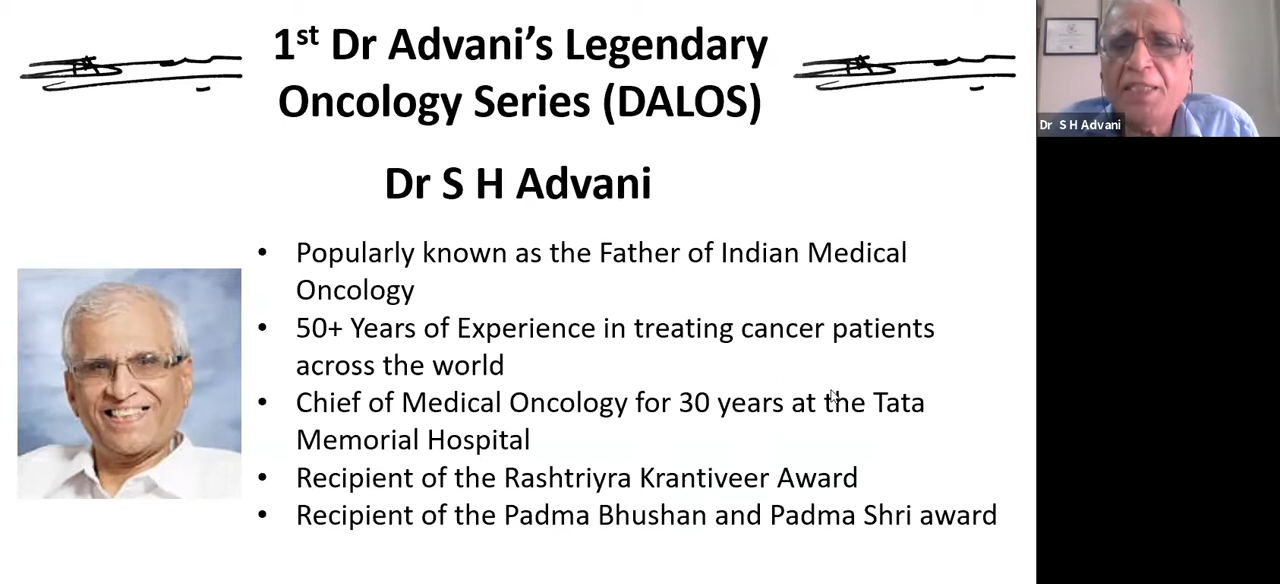 1st Dr Advani’s Legendary
Oncology Series (DALOS)
Dr S H Advani
• Popularly known as the Father of Indian Medical
Oncology
• 50+ Years of Experience in treating cancer patients
across the world
• Chief of Medical Oncology for 30 years at the Tata
Memorial Hospital
• Recipient of the Rashtriyra Krantiveer Award
• Recipient of the Padma Bhushan and Padma Shri award
Dr S H Advani